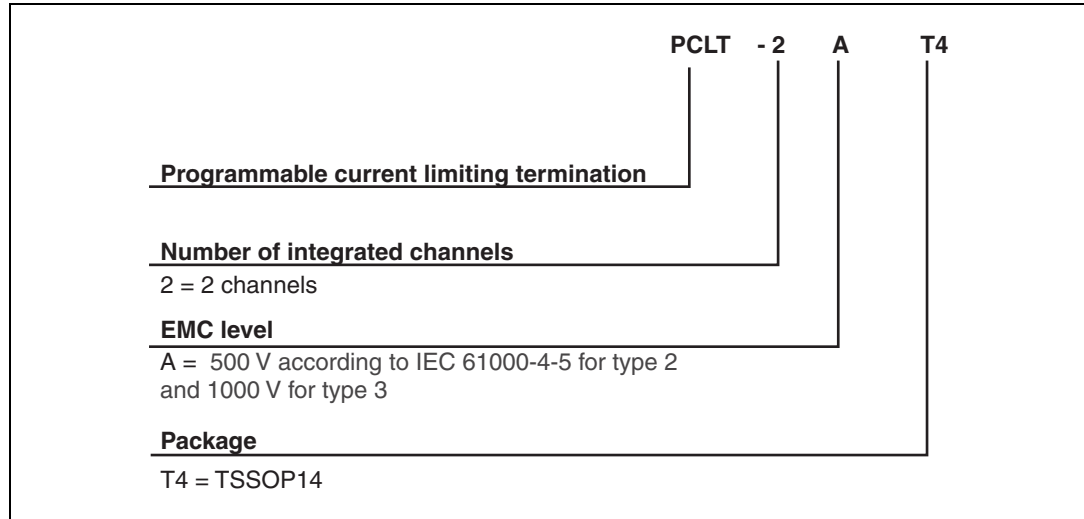 PCLT - 2 A T4
Programmable current limiting termination
Number of integrated channels
2 = 2 channels
EMC level
A = 500 V according to IEC 61000-4-5 for type 2
and 1000 V for type 3
Package
T4 = TSSOP14